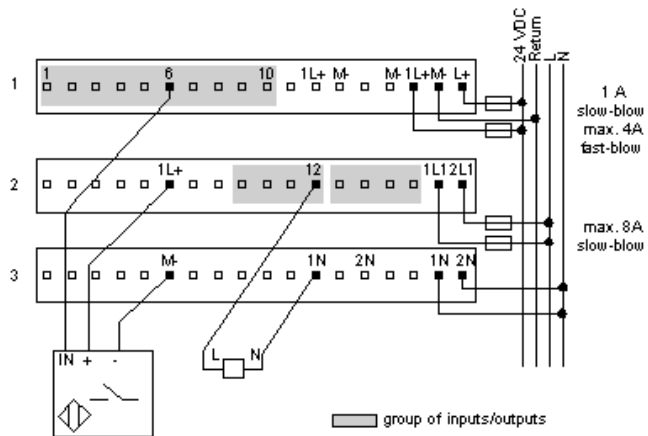 24 VDC
Return
L
N
1
1 6 10 1L+ M- M- 1L+ M- L+
1 A
slow-blow
max. 4A
fast-blow
2
1L+ 12 1L1 2L1
max. 8A
slow-blow
3
M- 1N 2N 1N 2N
IN + -
L N
group of inputs/outputs